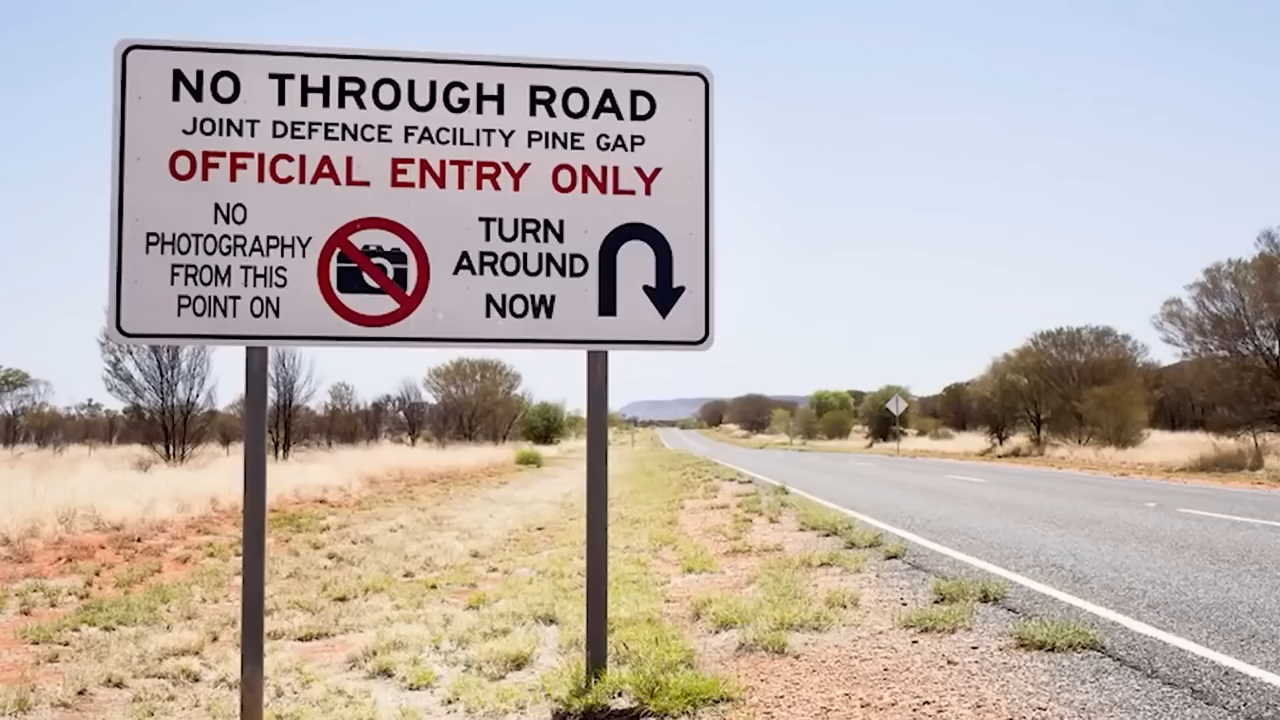 NO THROUGH ROAD
JOINT DEFENCE FACILITY PINE GAP
OFFICIAL ENTRY ONLY
NO
PHOTOGRAPHY
FROM THIS
POINT ON
TURN
AROUND
NOW